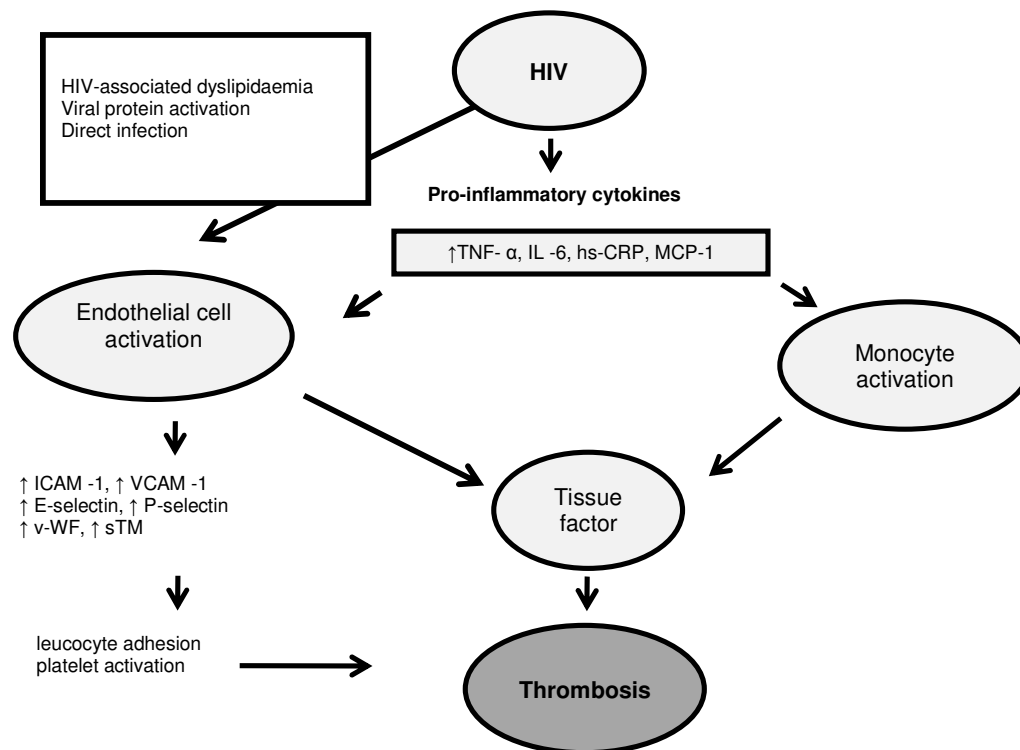 HIV
HIV-associated dyslipidaemia
Viral protein activation
Direct infection
Pro-inflammatory cytokines
↑TNF- α, IL -6, hs-CRP, MCP-1
Endothelial cell
activation
Monocyte
activation
↑ ICAM -1, ↑ VCAM -1
↑ E-selectin, ↑ P-selectin
↑ v-WF, ↑ sTM
Tissue
factor
leucocyte adhesion
platelet activation
Thrombosis